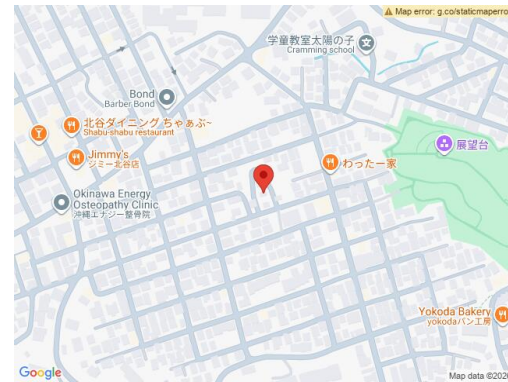 Map error: g.co/staticmaperro
学童教室太陽の子
Cramming school
Bond
Barber Bond
北谷ダイニング ちゃぁぶ~
Shabu-shabu restaurant
展望台
Jimmy's
ジミー北谷店
わったー家
Okinawa Energy
Osteopathy Clinic
沖縄エナジー整骨院
Yokoda Bakery
yokodaパン工房
Google
Map data ©2026